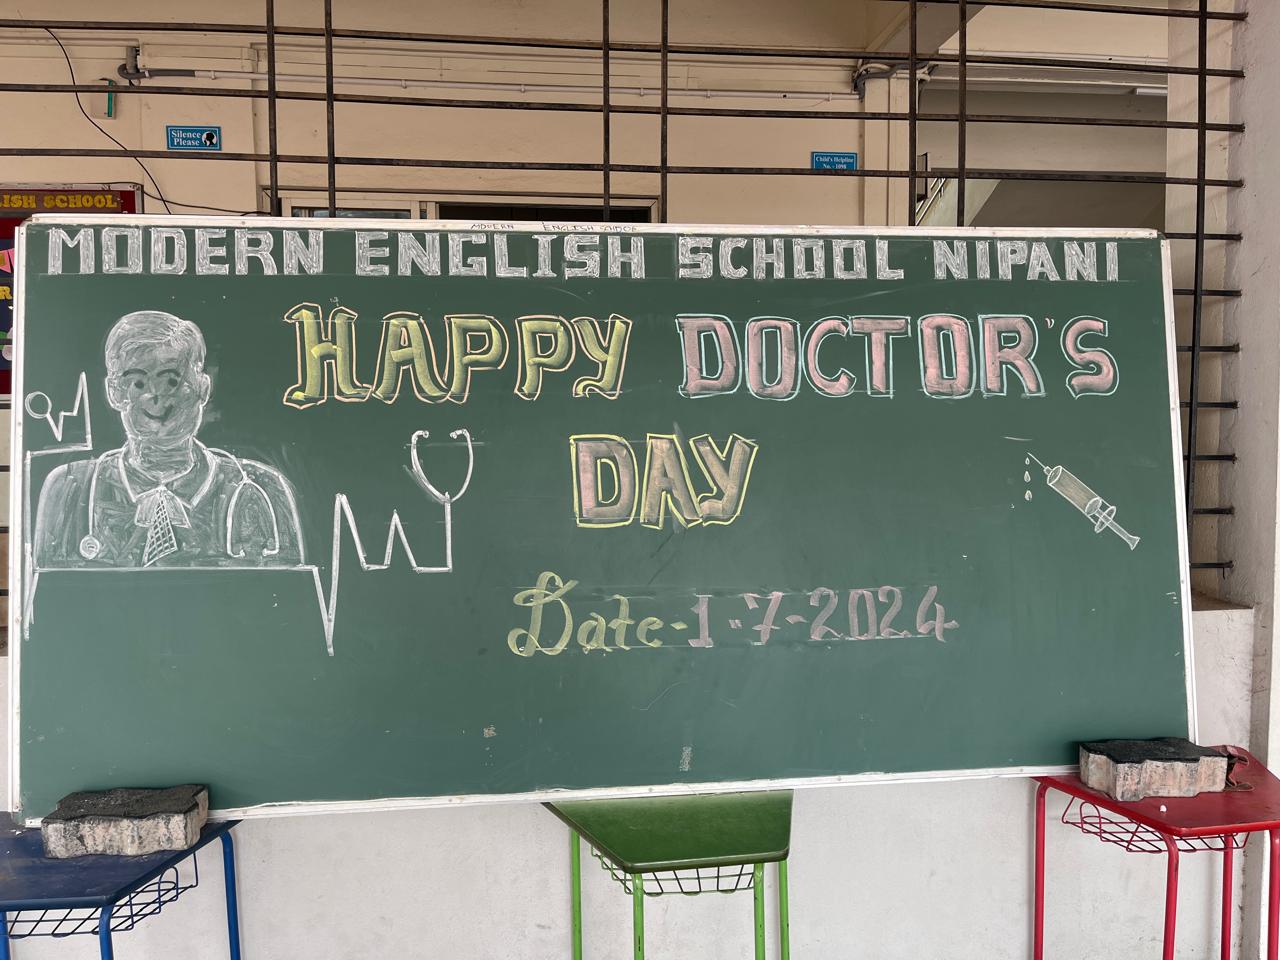 Silence
Please
Child's Helpline
No. - 1098
LISH SCHOOL
MODERN ENGLISH SCHOOL
MODERN ENGLISH SCHOOL NIPANI
HAPPY DOCTOR'S
DAY
Date-1-7-2024